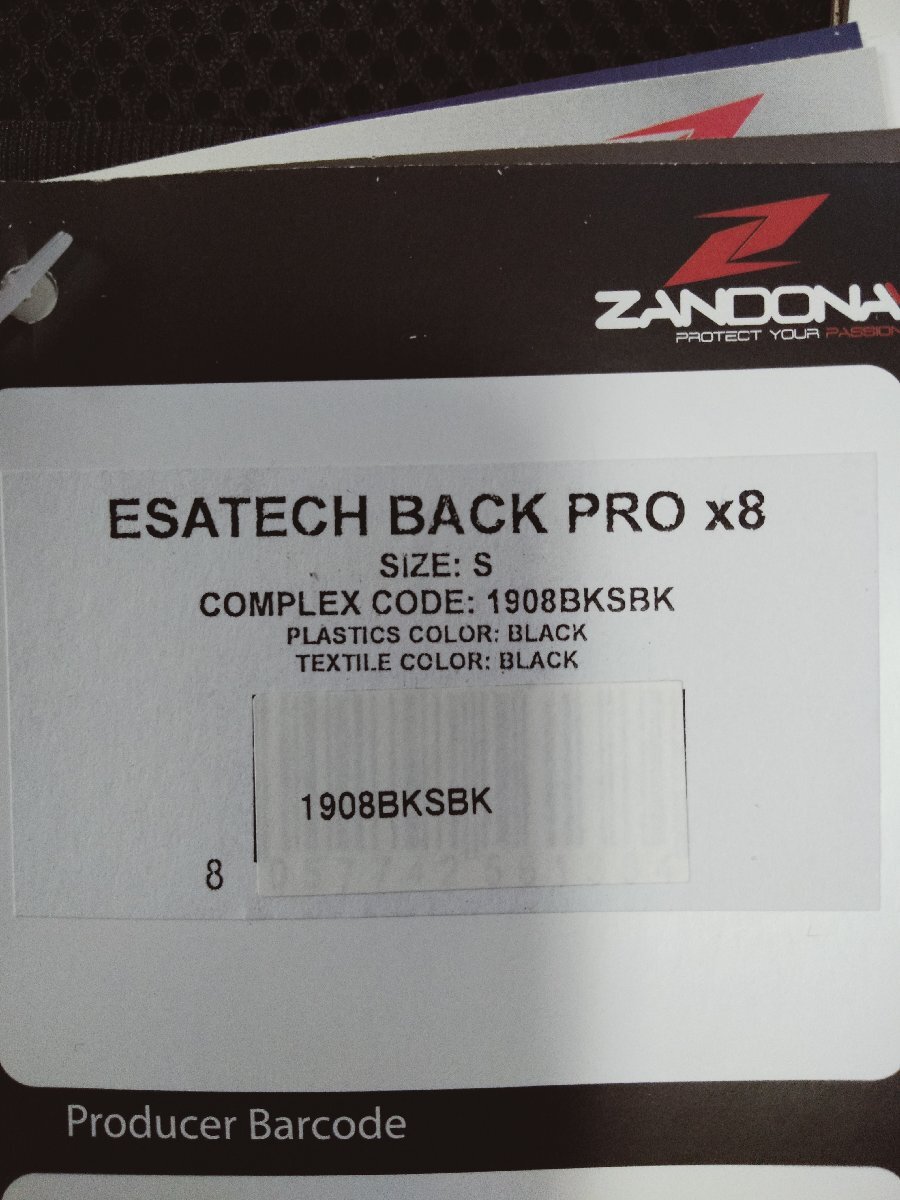 ZANDONA
PROTECT YOUR PASSION
ESATECH BACK PRO x8
SIZE: S
COMPLEX CODE: 1908BKSBK
PLASTICS COLOR: BLACK
TEXTILE COLOR: BLACK
1908BKSBK
8
Producer Barcode